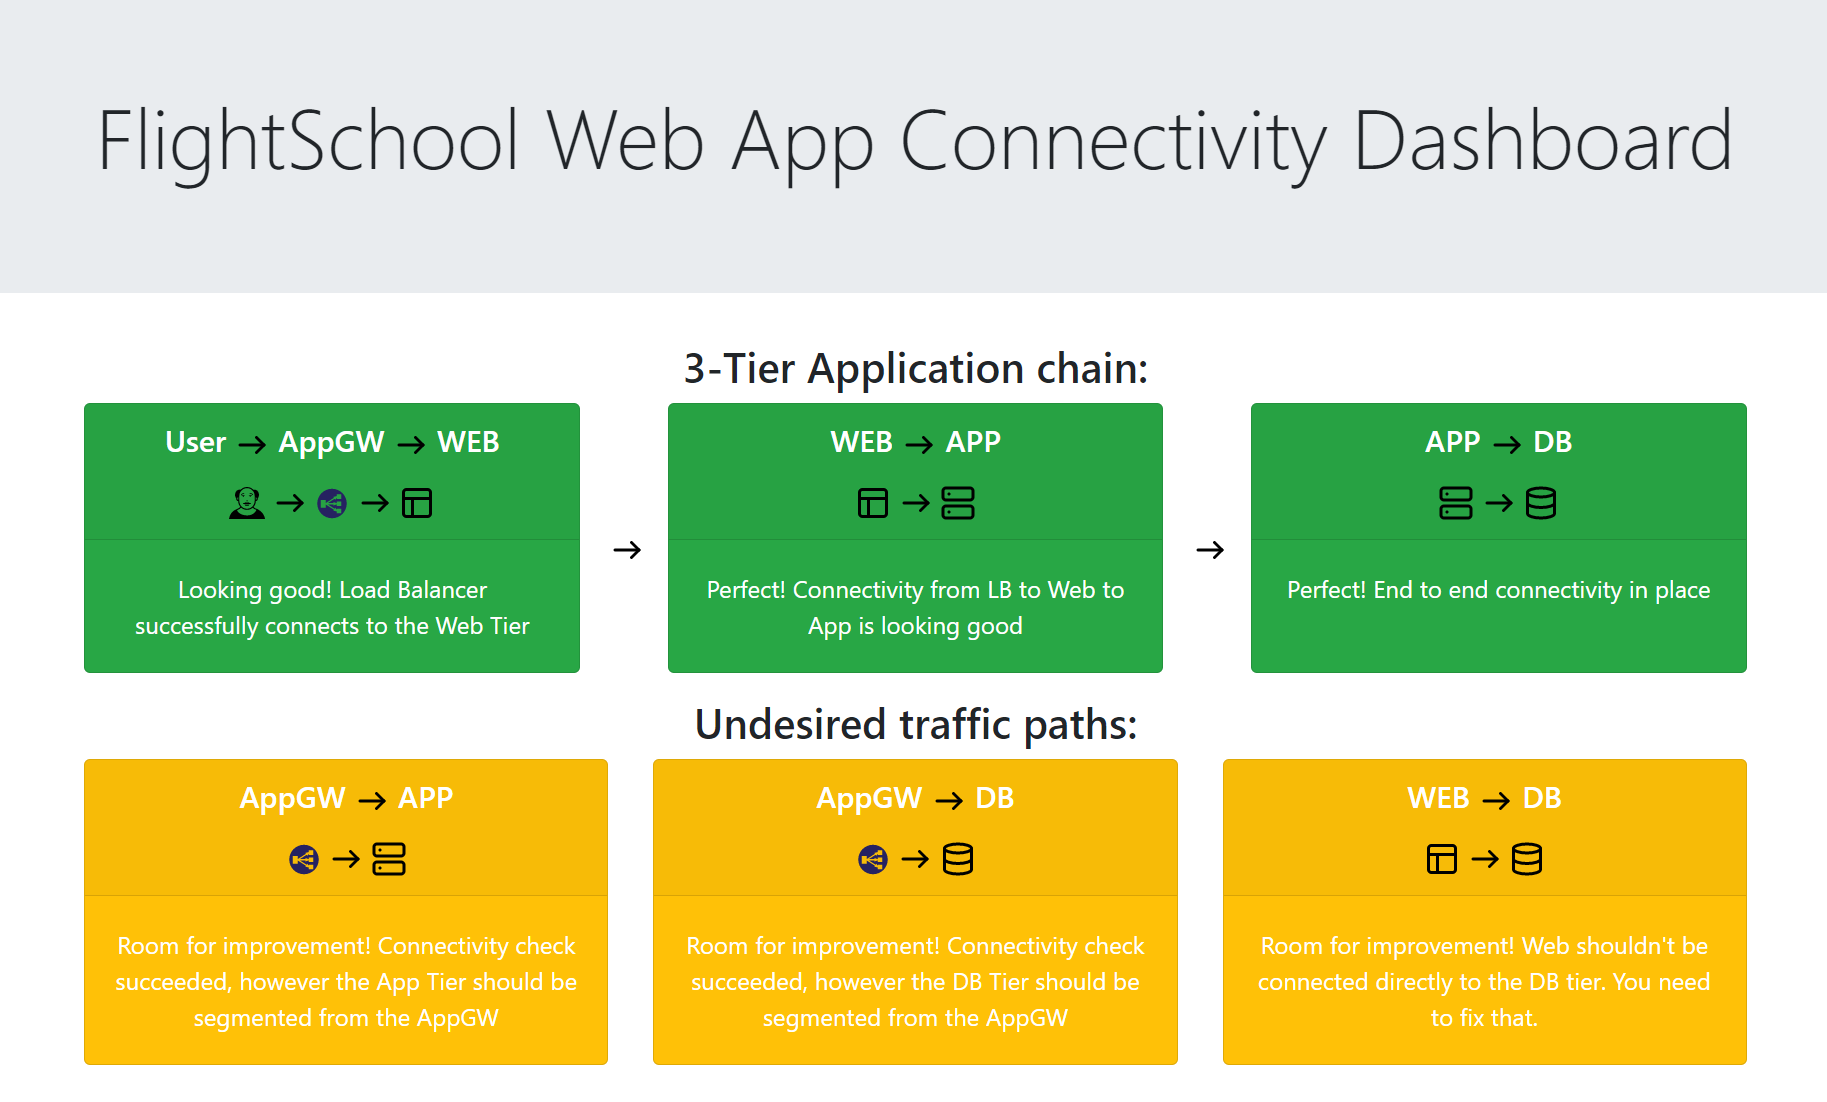 FlightSchool Web App Connectivity Dashboard
3-Tier Application chain:
User → AppGW → WEB
Looking good! Load Balancer
successfully connects to the Web Tier
WEB → APP
Perfect! Connectivity from LB to Web to
App is looking good
APP → DB
Perfect! End to end connectivity in place
Undesired traffic paths:
AppGW → APP
Room for improvement! Connectivity check
succeeded, however the App Tier should be
segmented from the AppGW
AppGW → DB
Room for improvement! Connectivity check
succeeded, however the DB Tier should be
segmented from the AppGW
WEB → DB
Room for improvement! Web shouldn't be
connected directly to the DB tier. You need
to fix that.